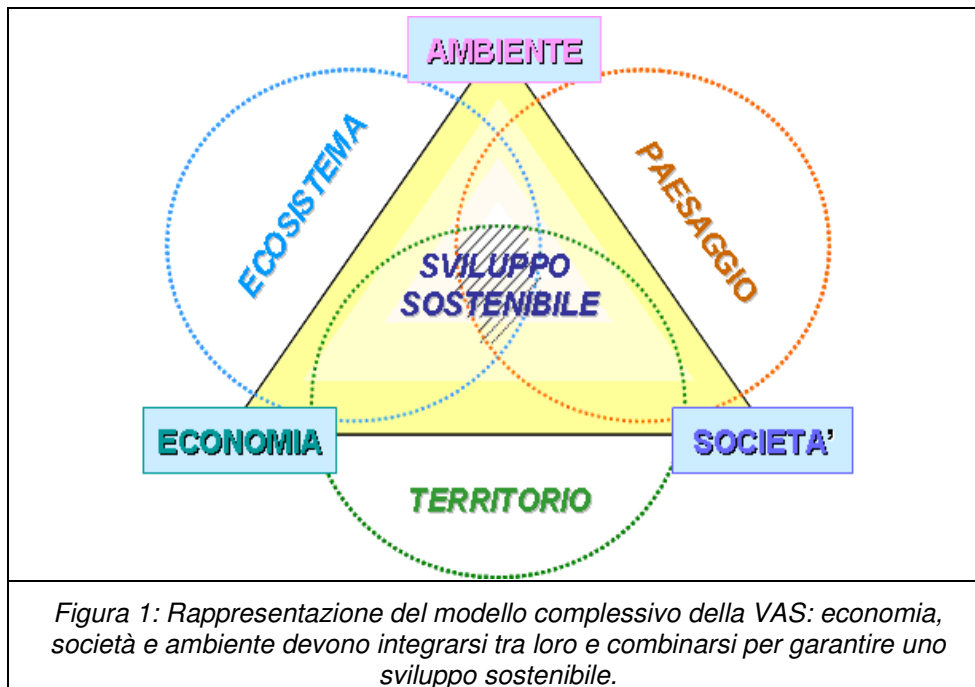 AMBIENTE
ECOSISTEMA
PAESAGGIO
SVILUPPO
SOSTENIBILE
ECONOMIA
SOCIETA'
TERRITORIO
Figura 1: Rappresentazione del modello complessivo della VAS: economia,
società e ambiente devono integrarsi tra loro e combinarsi per garantire uno
sviluppo sostenibile.